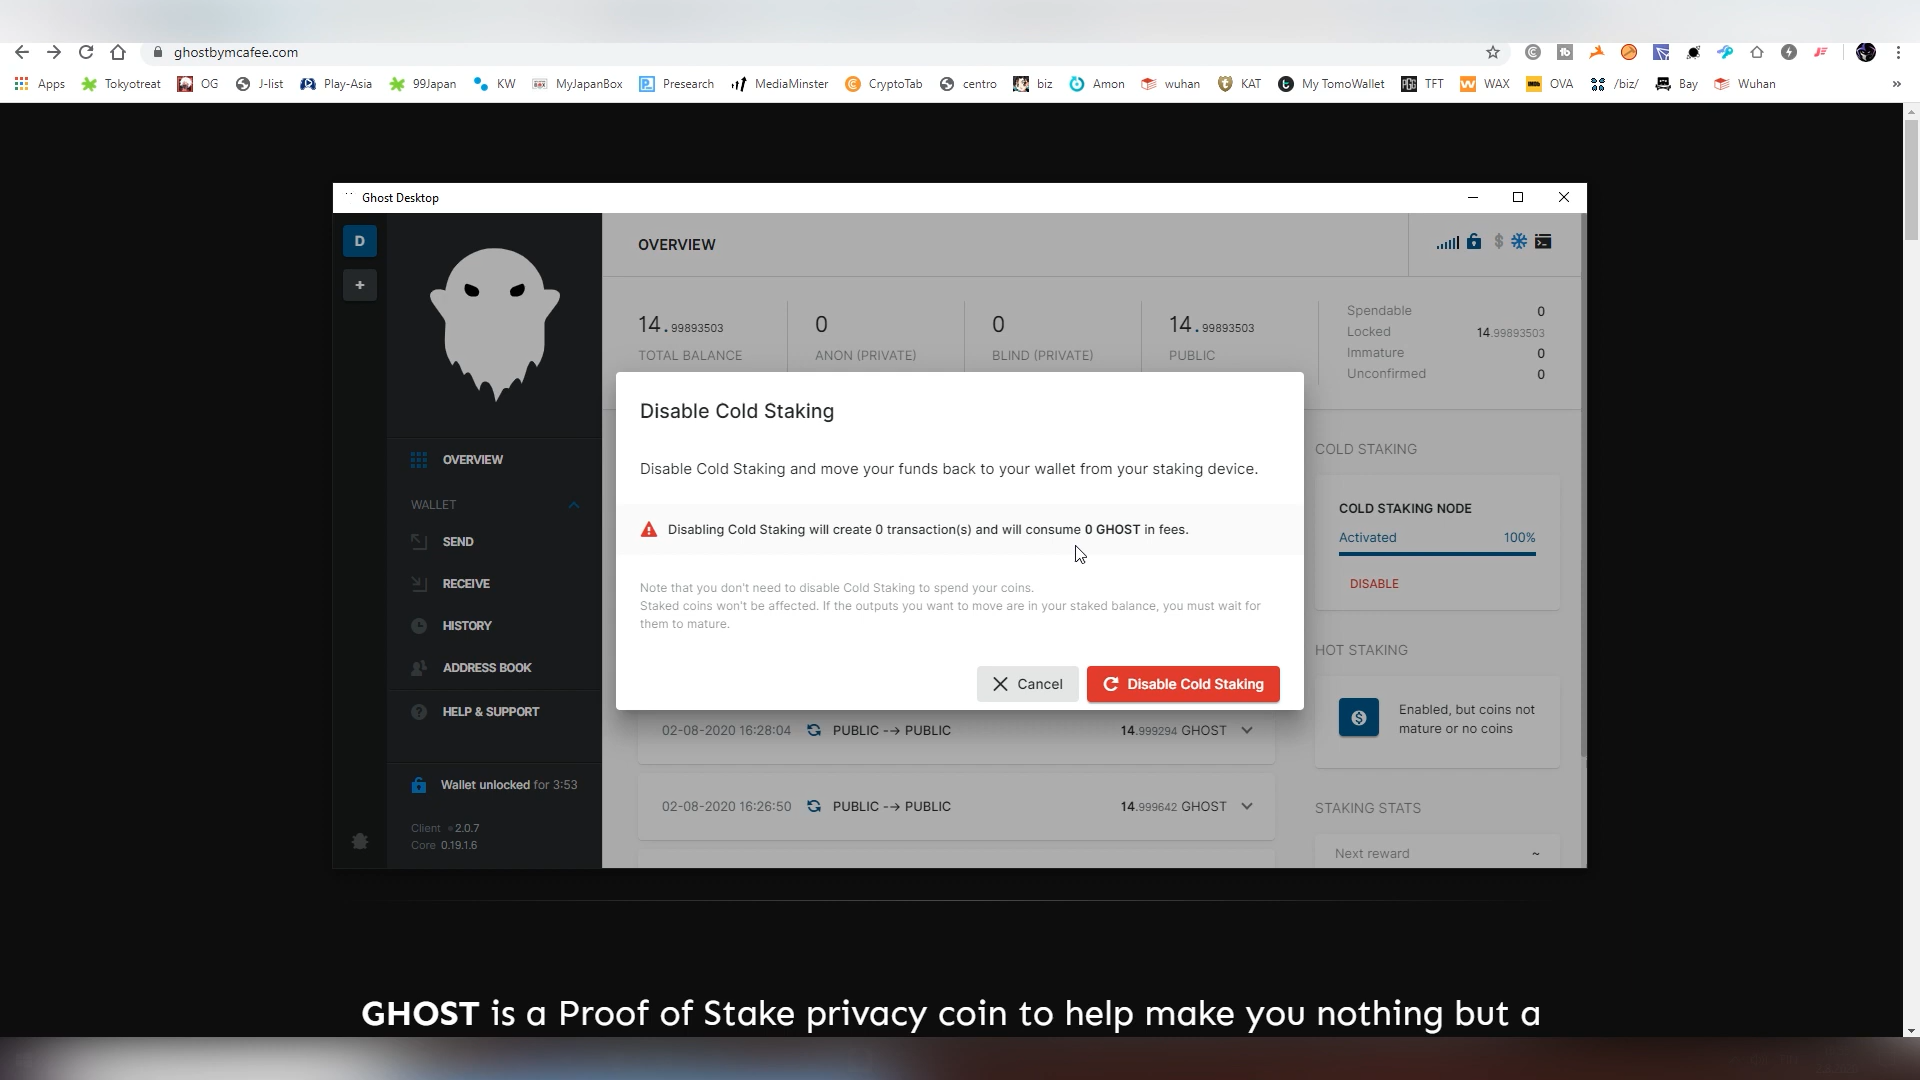 ghostbymcafee.com
Apps Tokyotreat OG J-list Play-Asia 99Japan KW MyJapanBox Presearch MediaMinster CryptoTab centro biz Amon wuhan KAT My TomoWallet TFT WAX OVA /biz/ Bay Wuhan »
Ghost Desktop
D
+
OVERVIEW
14.99893503
TOTAL BALANCE
0
ANON (PRIVATE)
0
BLIND (PRIVATE)
14.99893503
PUBLIC
Spendable 0
Locked 14.99893503
Immature 0
Unconfirmed 0
OVERVIEW
WALLET
SEND
RECEIVE
HISTORY
ADDRESS BOOK
HELP & SUPPORT
Wallet unlocked for 3:53
Client 2.0.7
Core 0.19.1.6
Disable Cold Staking
Disable Cold Staking and move your funds back to your wallet from your staking device.
Disabling Cold Staking will create 0 transaction(s) and will consume 0 GHOST in fees.
Note that you don't need to disable Cold Staking to spend your coins.
Staked coins won't be affected. If the outputs you want to move are in your staked balance, you must wait for
them to mature.
Cancel
Disable Cold Staking
02-08-2020 16:28:04 PUBLIC --> PUBLIC 14.999294 GHOST
02-08-2020 16:26:50 PUBLIC --> PUBLIC 14.999642 GHOST
COLD STAKING
COLD STAKING NODE
Activated 100%
DISABLE
HOT STAKING
Enabled, but coins not
mature or no coins
STAKING STATS
Next reward ~
GHOST is a Proof of Stake privacy coin to help make you nothing but a